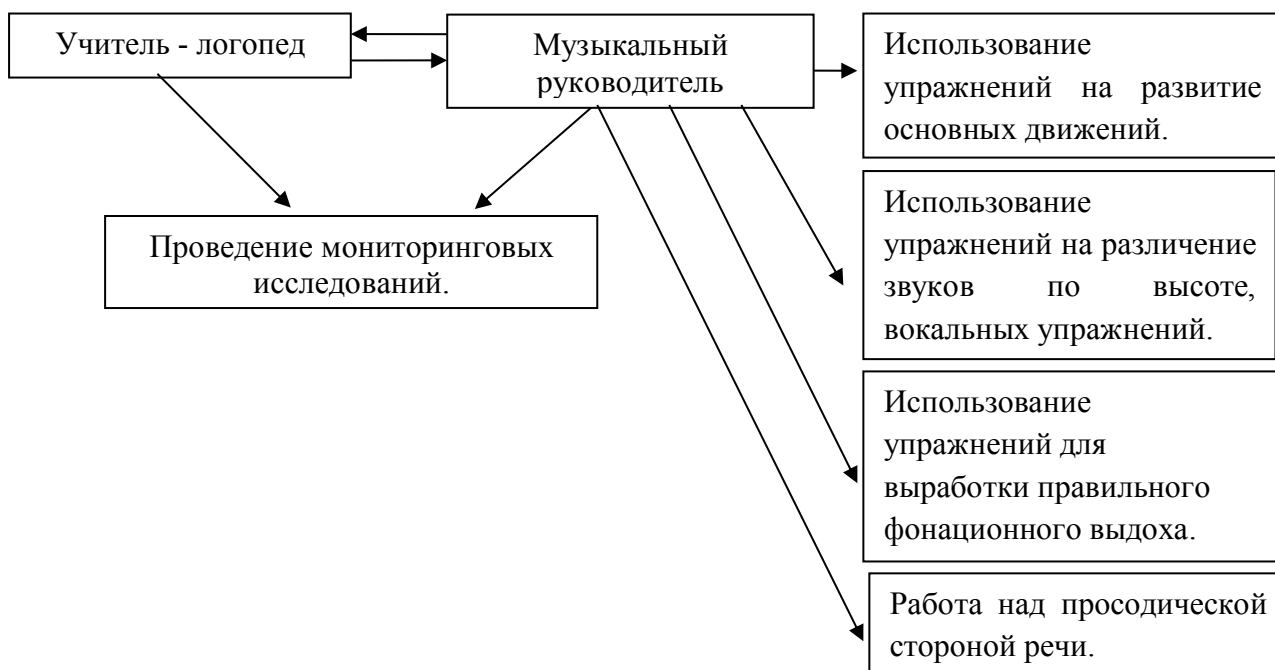 Учитель - логопед
Музыкальный
руководитель
Использование
упражнений на развитие
основных движений.
Проведение мониторинговых
исследований.
Использование
упражнений на различение
звуков по высоте,
вокальных упражнений.
Использование
упражнений для
выработки правильного
фонационного выдоха.
Работа над просодической
стороной речи.